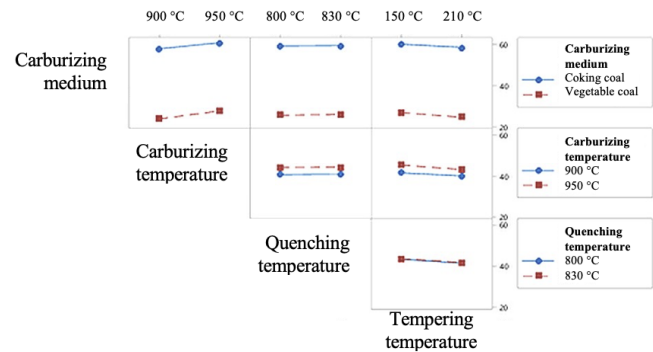 900 °C 950 °C 800 °C 830 °C 150 °C 210 °C
Carburizing
medium
60
40
20
Carburizing
medium
Coking coal
Vegetable coal
Carburizing
temperature
60
40
20
Carburizing
temperature
900 °C
950 °C
Quenching
temperature
60
40
20
Quenching
temperature
800 °C
830 °C
Tempering
temperature